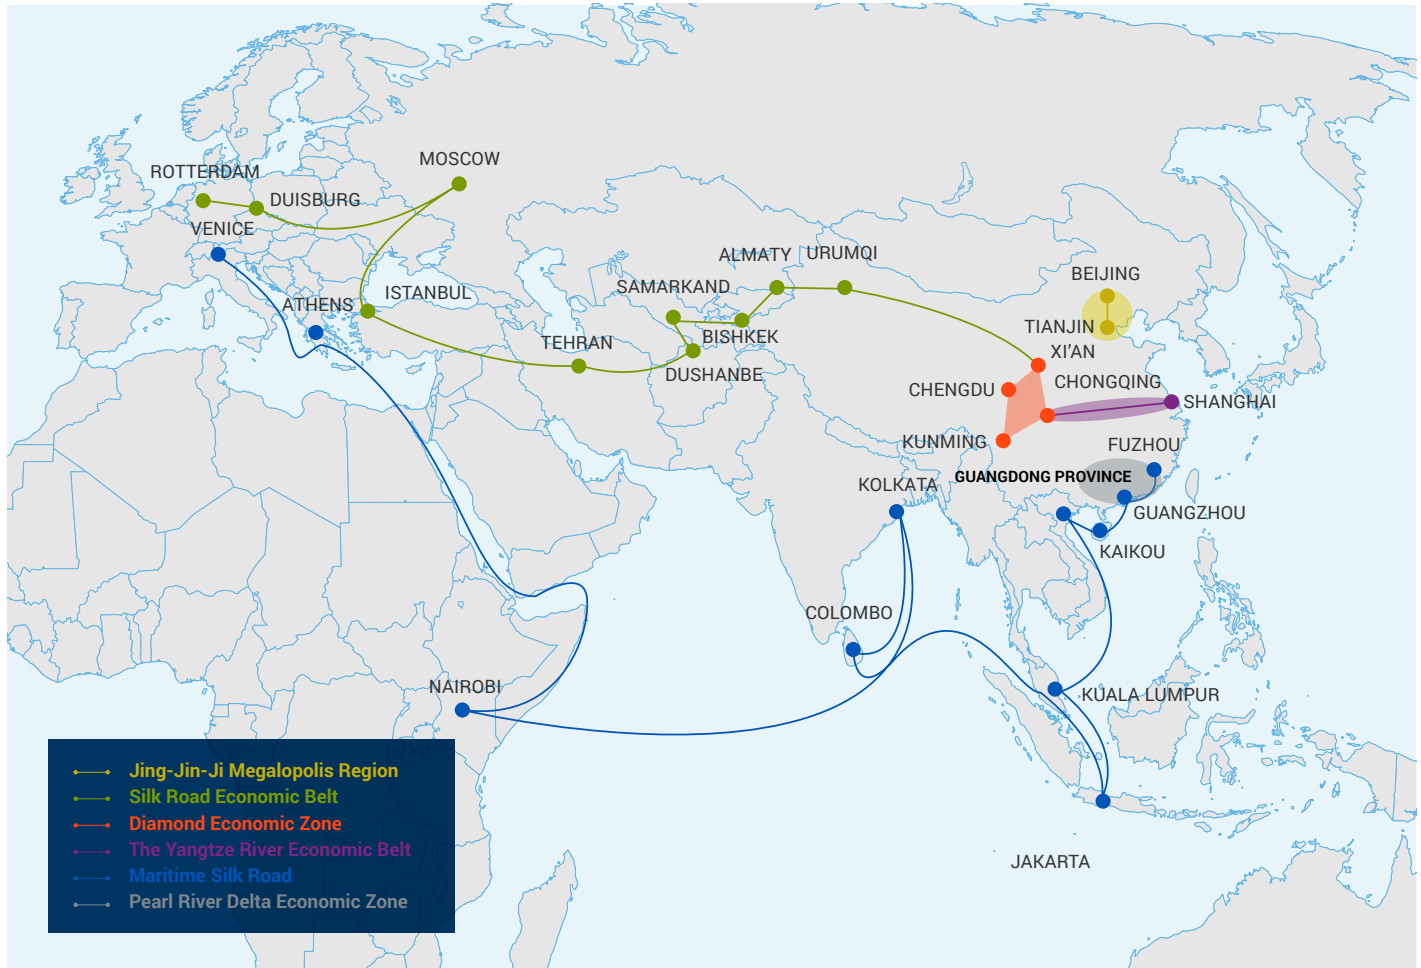 MOSCOW
ROTTERDAM
DUISBURG
VENICE
ALMATY
URUMQI
BEIJING
SAMARKAND
ISTANBUL
ATHENS
TIANJIN
BISHKEK
TEHRAN
XI'AN
DUSHANBE
CHONGQING
CHENGDU
SHANGHAI
KUNMING
FUZHOU
GUANGDONG PROVINCE
KOLKATA
GUANGZHOU
KAIKOU
COLOMBO
NAIROBI
KUALA LUMPUR
JAKARTA
Jing-Jin-Ji Megalopolis Region
Silk Road Economic Belt
Diamond Economic Zone
The Yangtze River Economic Belt
Maritime Silk Road
Pearl River Delta Economic Zone